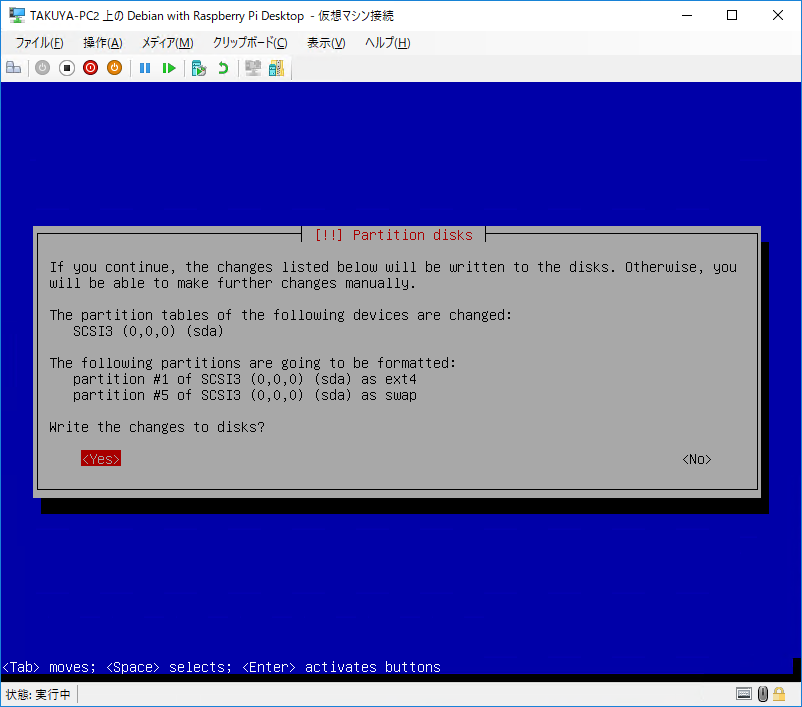 TAKUYA-PC2 上の Debian with Raspberry Pi Desktop - 仮想マシン接続
ファイル(F) 操作(A) メディア(M) クリップボード(C) 表示(V) ヘルプ(H)
[!!] Partition disks
If you continue, the changes listed below will be written to the disks. Otherwise, you
will be able to make further changes manually.
The partition tables of the following devices are changed:
SCSI3 (0,0,0) (sda)
The following partitions are going to be formatted:
partition #1 of SCSI3 (0,0,0) (sda) as ext4
partition #5 of SCSI3 (0,0,0) (sda) as swap
Write the changes to disks?
<Yes> <No>
<Tab> moves; <Space> selects; <Enter> activates buttons
状態: 実行中